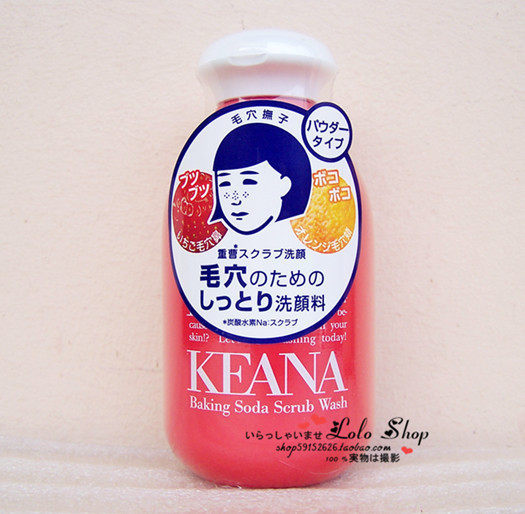 毛穴撫子
パウダー
タイプ
ブツ
ブツ
いちご毛穴鼻
ボコ
ボコ
オレンジ毛穴頬
重曹スクラブ洗顔
毛穴のための
しっとり洗顔料
*炭酸水素Na:スクラブ
be-
your
skin!?
today!
KEANA
Baking Soda Scrub Wash
いらっしゃいませ Lolo Shop
shop59152626.taobao.com
100％実物は撮影